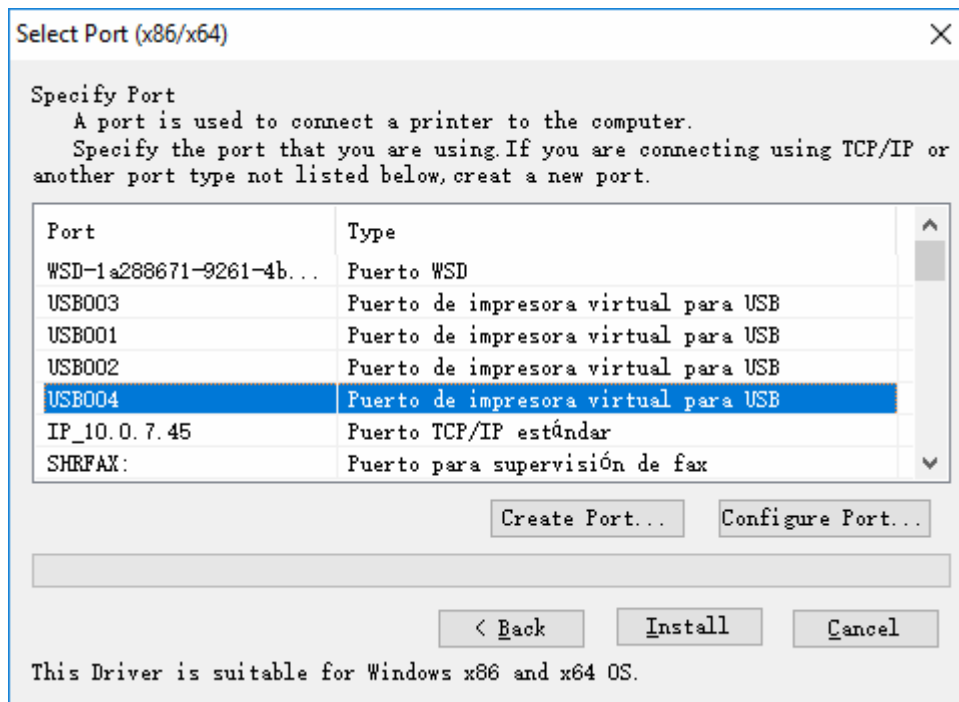 Select Port (x86/x64)
Specify Port
A port is used to connect a printer to the computer.
Specify the port that you are using.If you are connecting using TCP/IP or
another port type not listed below,creat a new port.
Port Type
WSD-1a288671-9261-4b... Puerto WSD
USB003 Puerto de impresora virtual para USB
USB001 Puerto de impresora virtual para USB
USB002 Puerto de impresora virtual para USB
USB004 Puerto de impresora virtual para USB
IP_10.0.7.45 Puerto TCP/IP estándar
SHRFAX: Puerto para supervisión de fax
Create Port... Configure Port...
< Back Install Cancel
This Driver is suitable for Windows x86 and x64 OS.